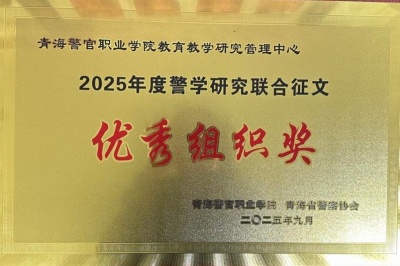 青海警官职业学院教育教学研究管理中心
2025年度警学研究联合征文
优秀组织奖
青海警官职业学院 青海省警察协会
二〇二五年九月